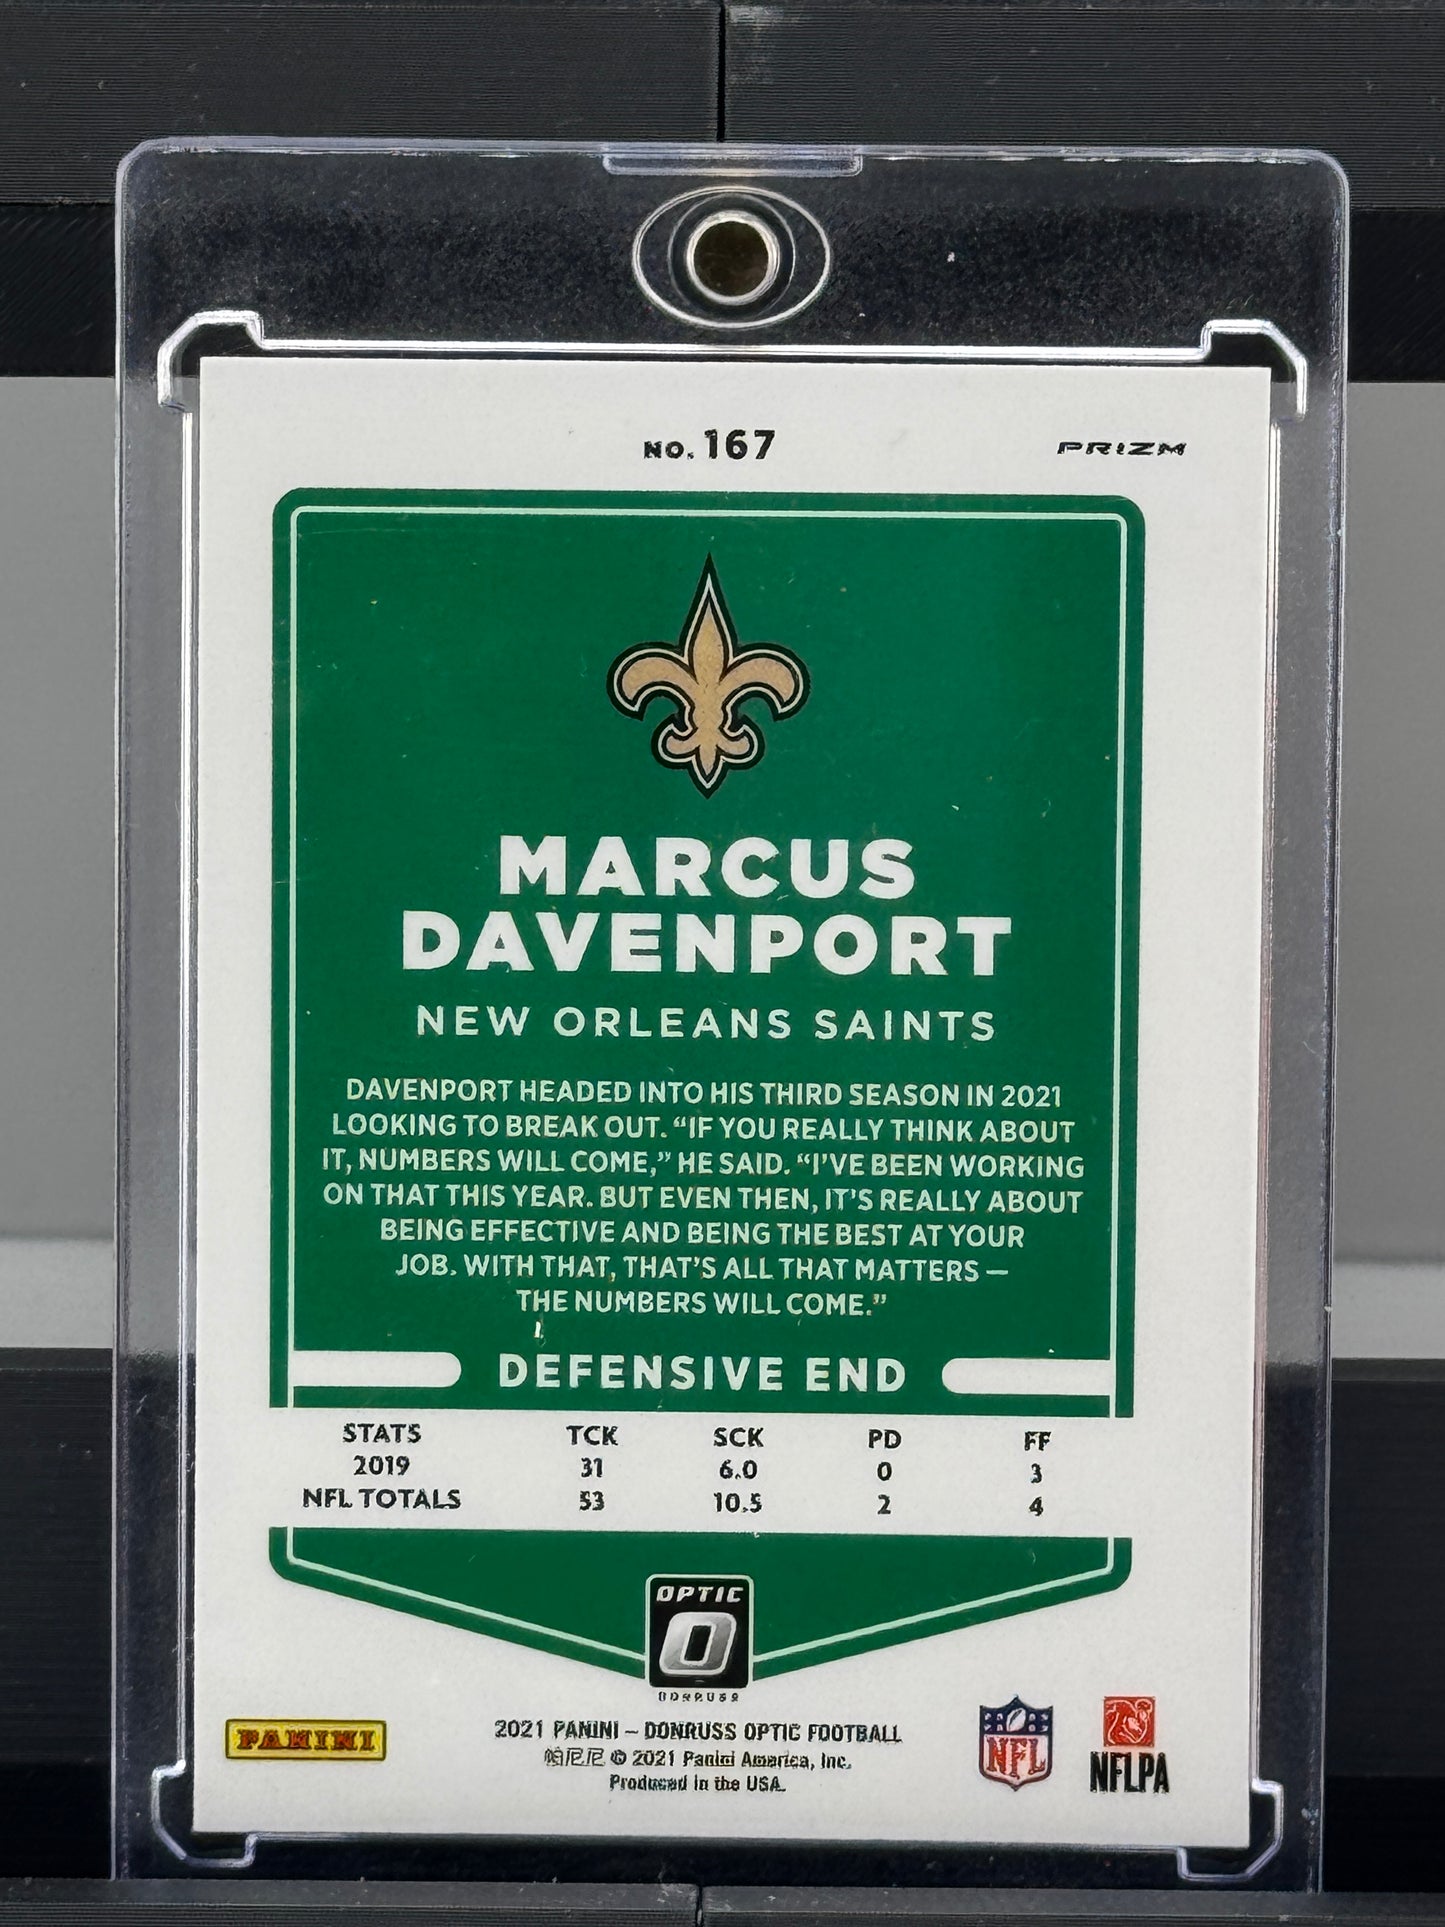 NO. 167
PRIZM
MARCUS
DAVENPORT
NEW ORLEANS SAINTS
DAVENPORT HEADED INTO HIS THIRD SEASON IN 2021
LOOKING TO BREAK OUT. “IF YOU REALLY THINK ABOUT
IT, NUMBERS WILL COME,” HE SAID. “I'VE BEEN WORKING
ON THAT THIS YEAR. BUT EVEN THEN, IT'S REALLY ABOUT
BEING EFFECTIVE AND BEING THE BEST AT YOUR
JOB. WITH THAT, THAT'S ALL THAT MATTERS —
THE NUMBERS WILL COME.”
DEFENSIVE END
STATS TCK SCK PD FF
2019 31 6.0 0 3
NFL TOTALS 53 10.5 2 4
OPTIC
DONRUSS
PANINI
2021 PANINI – DONRUSS OPTIC FOOTBALL
© 2021 Panini America, Inc.
Produced in the USA.
NFL
NFLPA